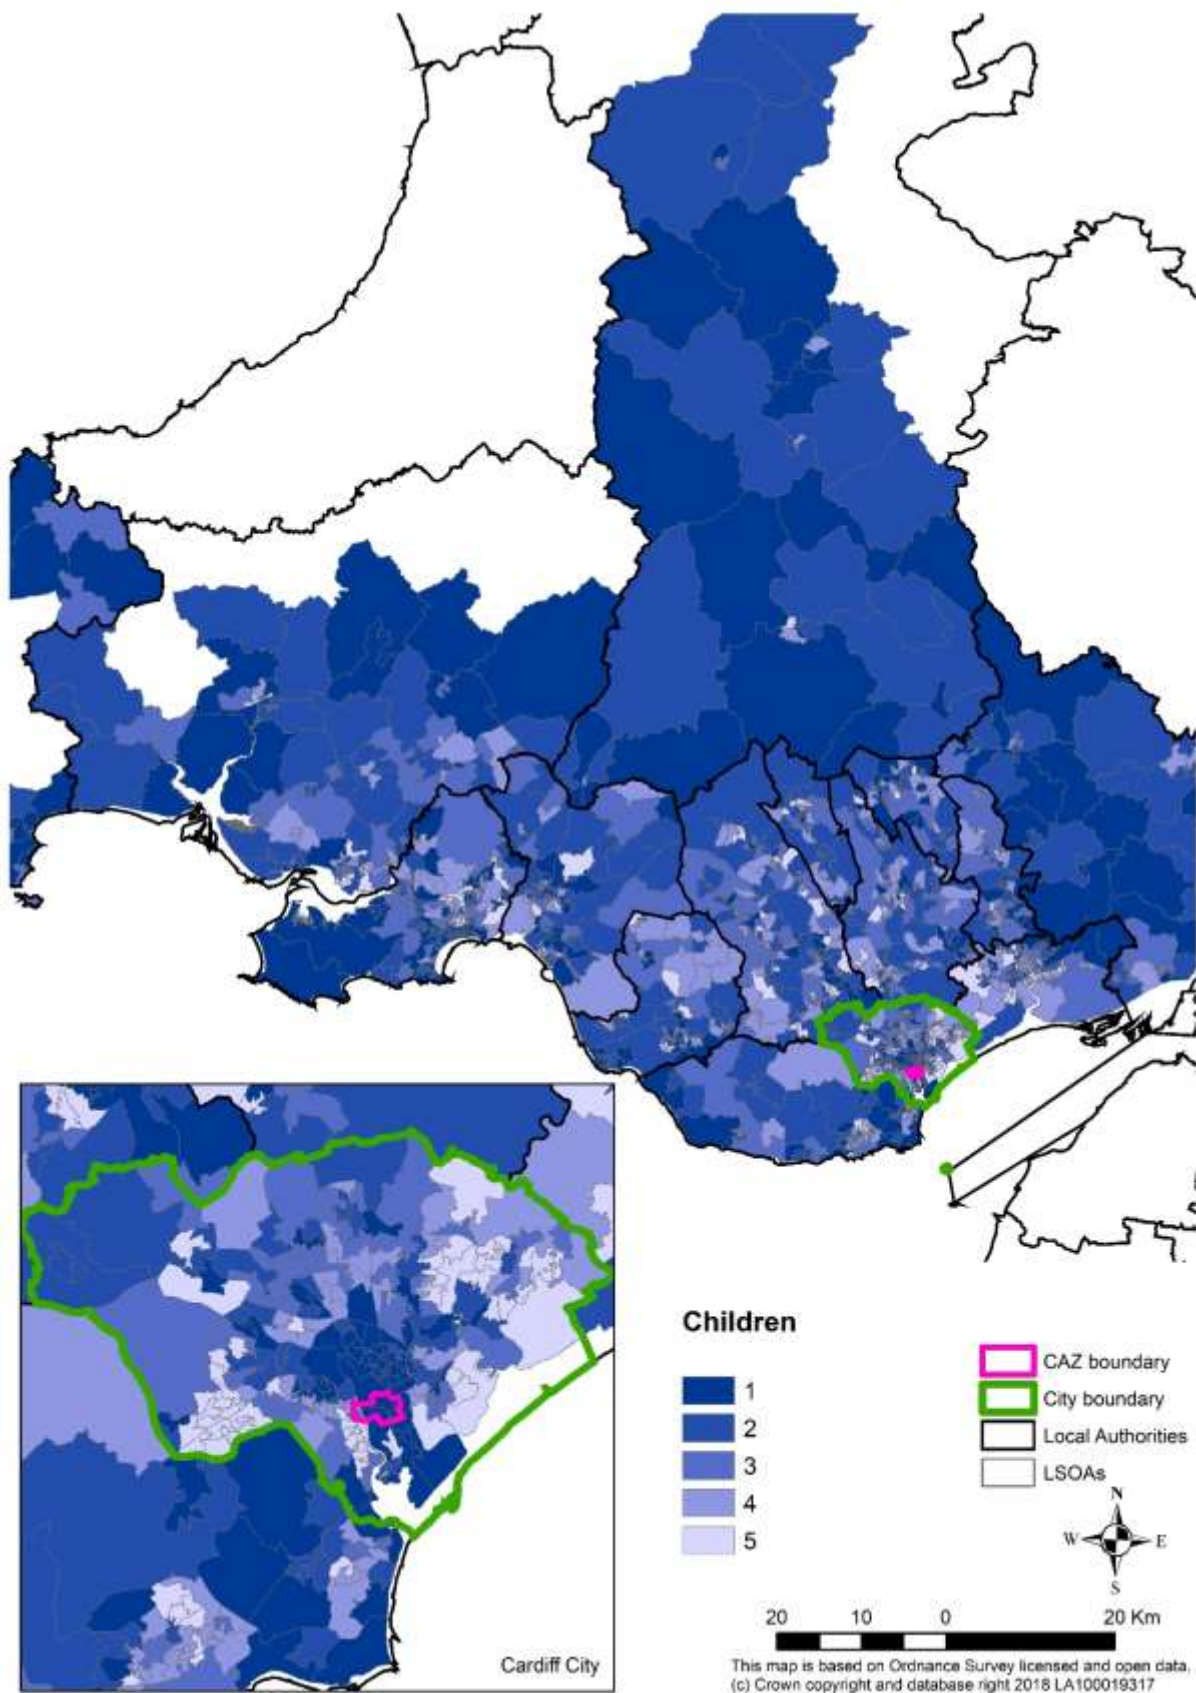 Cardiff City
Children
1
2
3
4
5
CAZ boundary
City boundary
Local Authorities
LSOAs
N
W
E
S
20 10 0 20 Km
This map is based on Ordnance Survey licensed and open data.
(c) Crown copyright and database right 2018 LA100019317